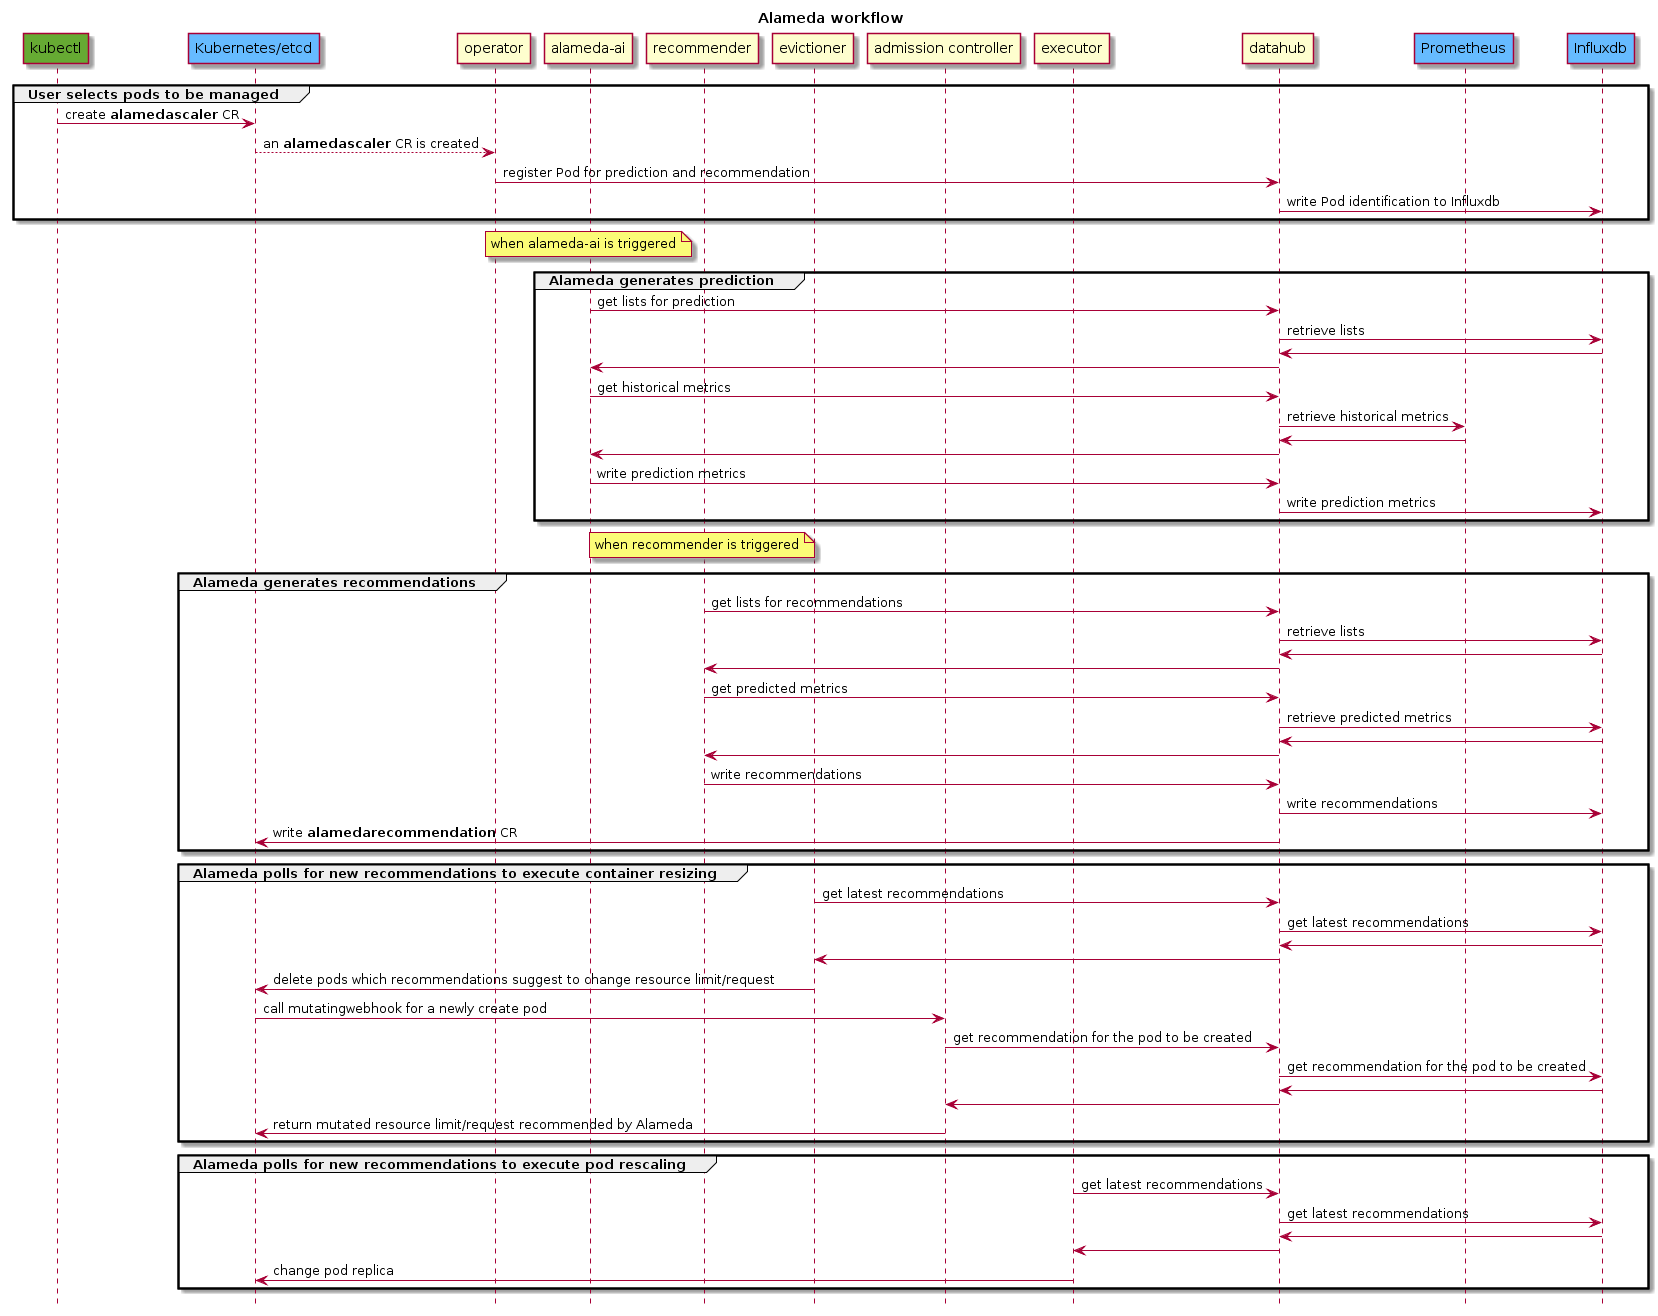 Alameda workflow
kubectl
Kubernetes/etcd
operator
alameda-ai
recommender
evictioner
admission controller
executor
datahub
Prometheus
Influxdb
User selects pods to be managed
create alamedascaler CR
an alamedascaler CR is created
register Pod for prediction and recommendation
write Pod identification to Influxdb
when alameda-ai is triggered
Alameda generates prediction
get lists for prediction
retrieve lists
get historical metrics
retrieve historical metrics
write prediction metrics
write prediction metrics
when recommender is triggered
Alameda generates recommendations
get lists for recommendations
retrieve lists
get predicted metrics
retrieve predicted metrics
write recommendations
write recommendations
write alamedarecommendation CR
Alameda polls for new recommendations to execute container resizing
get latest recommendations
get latest recommendations
delete pods which recommendations suggest to change resource limit/request
call mutatingwebhook for a newly create pod
get recommendation for the pod to be created
get recommendation for the pod to be created
return mutated resource limit/request recommended by Alameda
Alameda polls for new recommendations to execute pod rescaling
get latest recommendations
get latest recommendations
change pod replica